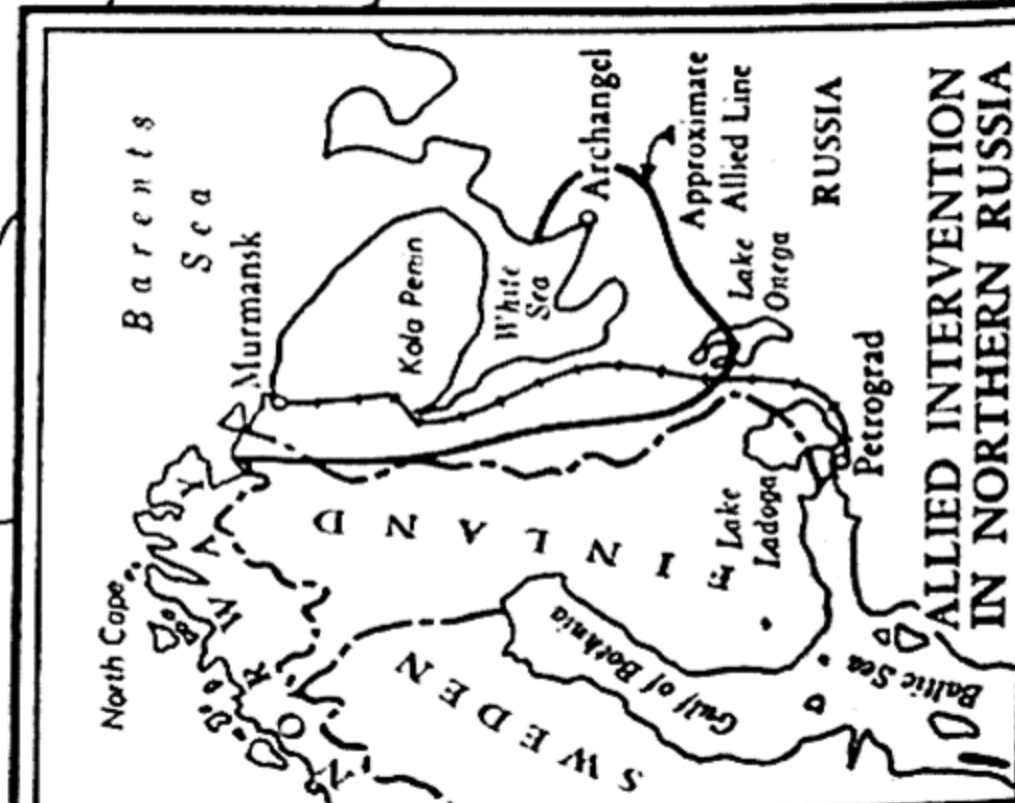 Barents
Sea
North Cape
Murmansk
Kola Penin
White
Sea
Archangel
Approximate
Allied Line
RUSSIA
Lake
Onega
Petrograd
Lake
Ladoga
FINLAND
NORWAY
SWEDEN
Gulf of Bothnia
Baltic Sea
ALLIED INTERVENTION
IN NORTHERN RUSSIA